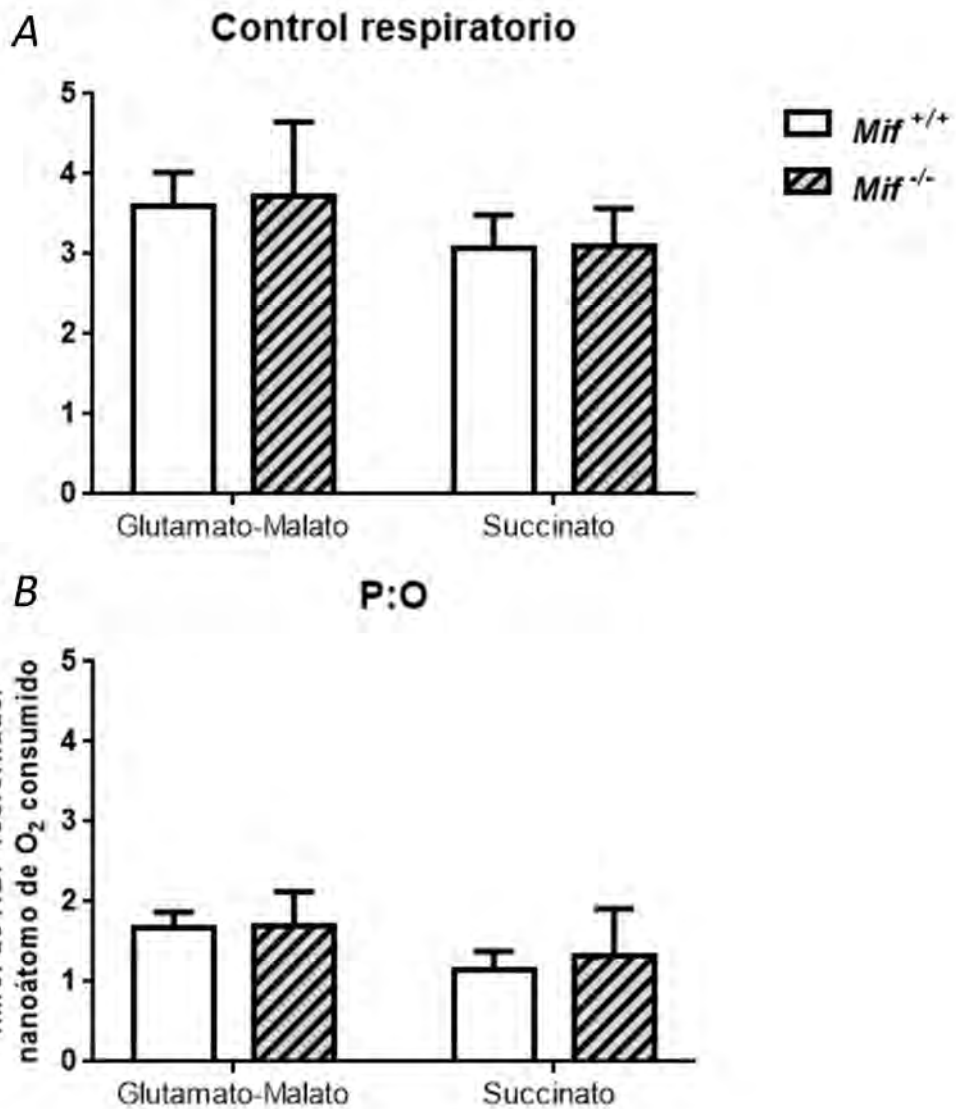 A
Control respiratorio
5
4
3
2
1
0
Glutamato-Malato
Succinato
Mif +/+
Mif -/-
B
P:O
nanoátomo de O₂ consumido
5
4
3
2
1
0
Glutamato-Malato
Succinato